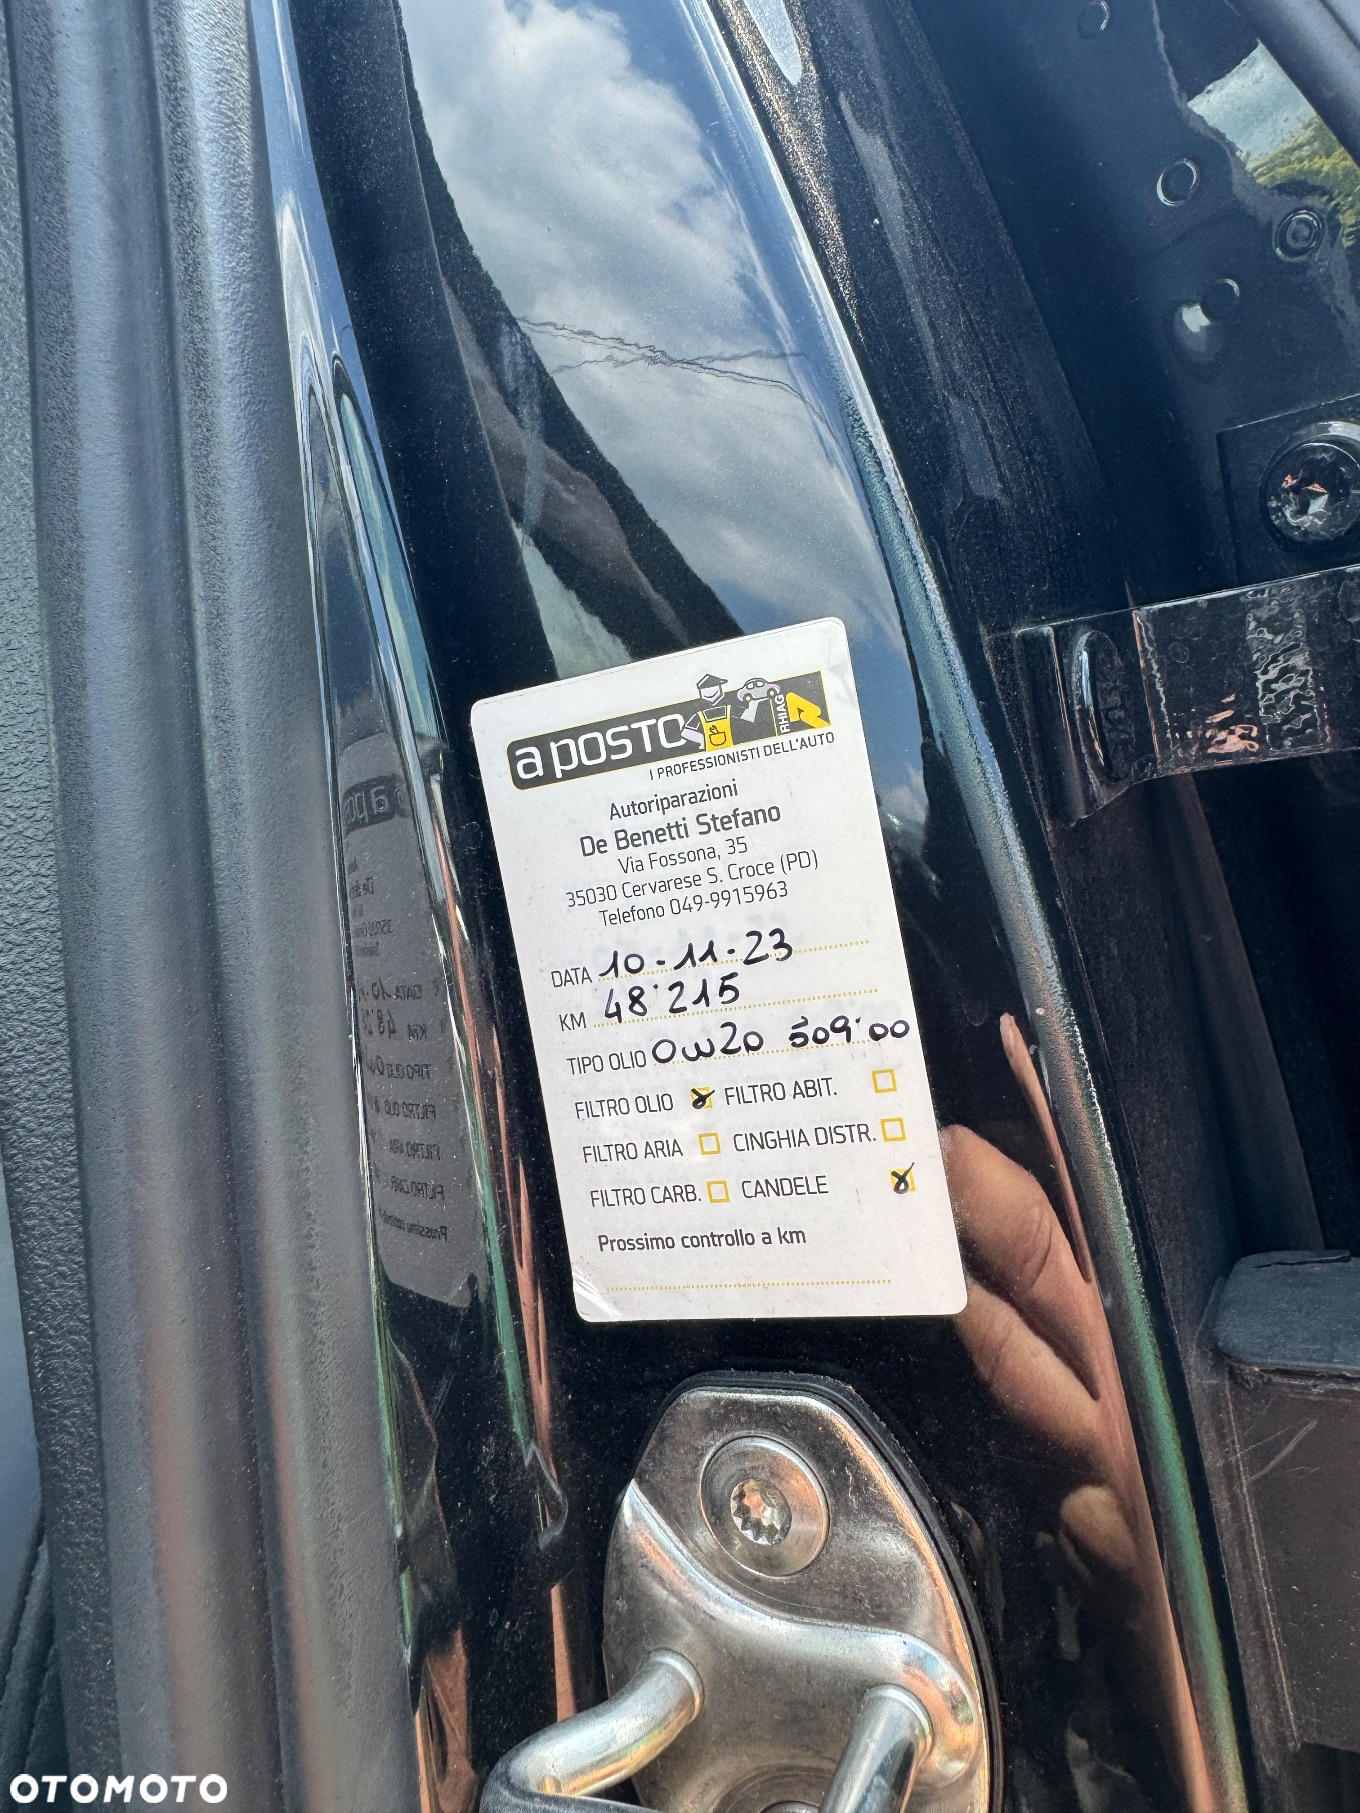 a POSTO
RHIAG
I PROFESSIONISTI DELL'AUTO
Autoriparazioni
De Benetti Stefano
Via Fossona, 35
35030 Cervarese S. Croce (PD)
Telefono 049-9915963
DATA 10-11-23
KM 48'215
TIPO OLIO 0W20 509'00
FILTRO OLIO FILTRO ABIT.
FILTRO ARIA CINGHIA DISTR.
FILTRO CARB. CANDELE
Prossimo controllo a km
OTOMOTO